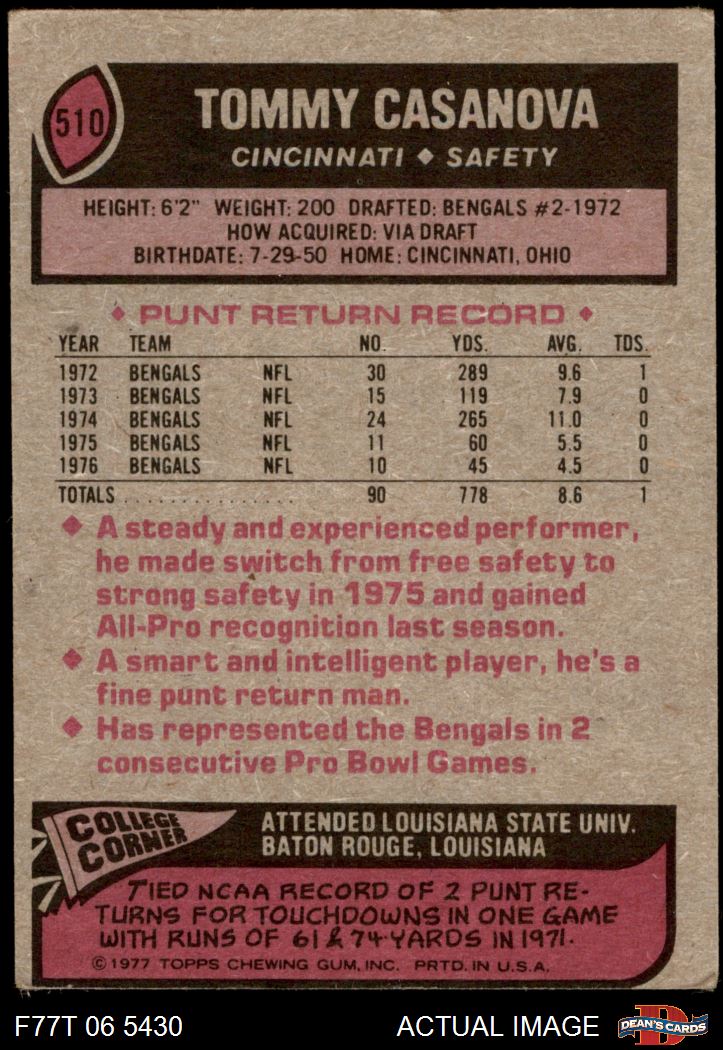 510
TOMMY CASANOVA
CINCINNATI ◆ SAFETY
HEIGHT: 6'2" WEIGHT: 200 DRAFTED: BENGALS #2-1972
HOW ACQUIRED: VIA DRAFT
BIRTHDATE: 7-29-50 HOME: CINCINNATI, OHIO
◆ PUNT RETURN RECORD ◆
YEAR TEAM NO. YDS. AVG. TDS.
1972 BENGALS NFL 30 289 9.6 1
1973 BENGALS NFL 15 119 7.9 0
1974 BENGALS NFL 24 265 11.0 0
1975 BENGALS NFL 11 60 5.5 0
1976 BENGALS NFL 10 45 4.5 0
TOTALS . . . . . . . . . . . . . . . 90 778 8.6 1
◆ A steady and experienced performer,
he made switch from free safety to
strong safety in 1975 and gained
All-Pro recognition last season.
◆ A smart and intelligent player, he's a
fine punt return man.
◆ Has represented the Bengals in 2
consecutive Pro Bowl Games.
COLLEGE
CORNER
ATTENDED LOUISIANA STATE UNIV.
BATON ROUGE, LOUISIANA
TIED NCAA RECORD OF 2 PUNT RE-
TURNS FOR TOUCHDOWNS IN ONE GAME
WITH RUNS OF 61 & 74 YARDS IN 1971.
© 1977 TOPPS CHEWING GUM, INC. PRTD. IN U.S.A.
F77T 06 5430 ACTUAL IMAGE
D
DEAN'S CARDS